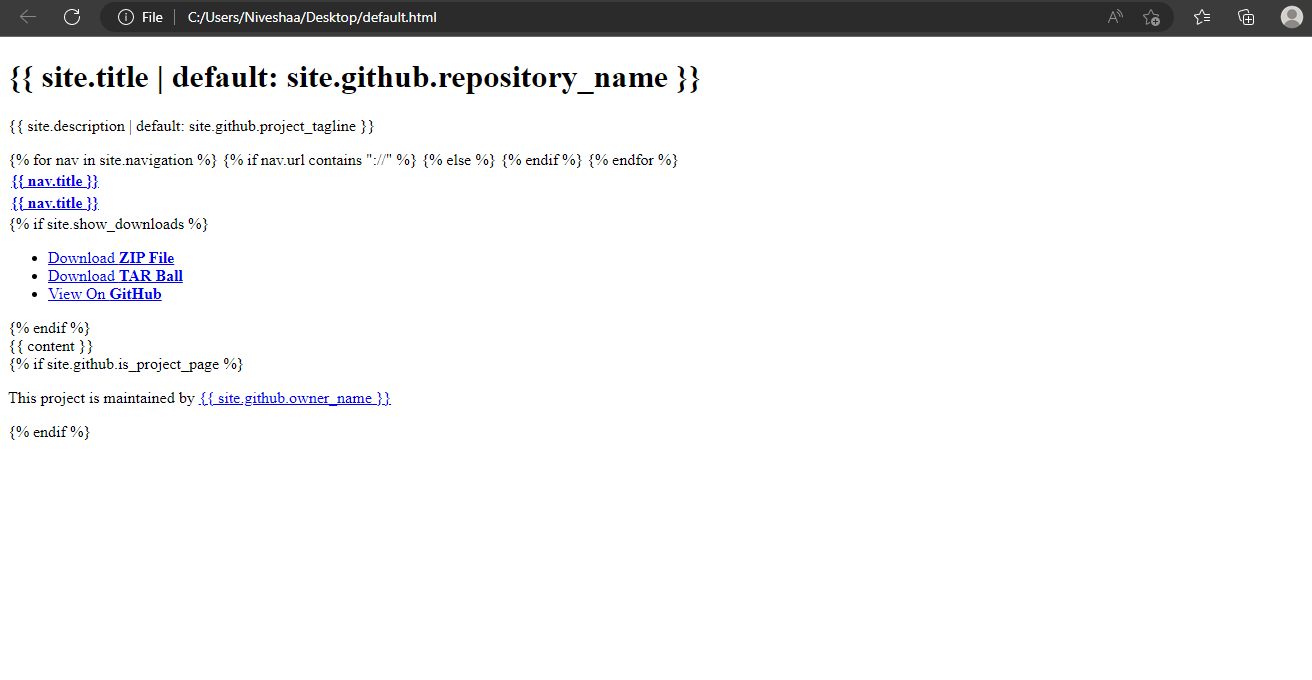 File C:/Users/Niveshaa/Desktop/default.html
{{ site.title | default: site.github.repository_name }}
{{ site.description | default: site.github.project_tagline }}
{% for nav in site.navigation %} {% if nav.url contains "://" %} {% else %} {% endif %} {% endfor %}
{{ nav.title }}
{{ nav.title }}
{% if site.show_downloads %}
• Download ZIP File
• Download TAR Ball
• View On GitHub
{% endif %}
{{ content }}
{% if site.github.is_project_page %}
This project is maintained by {{ site.github.owner_name }}
{% endif %}